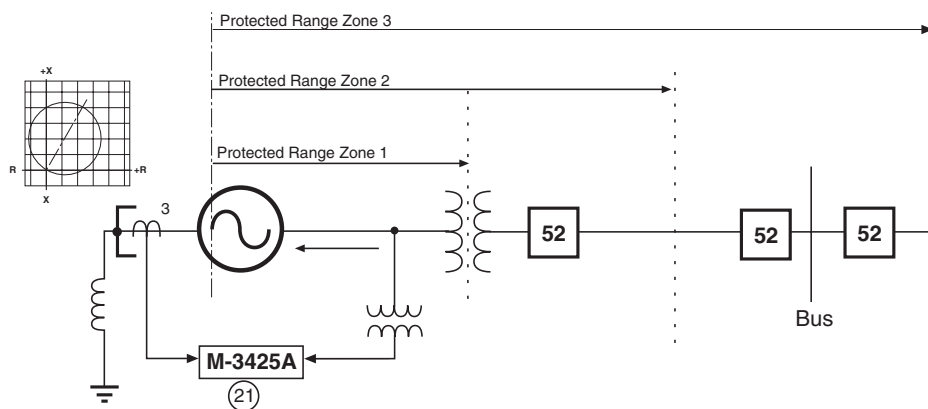 Protected Range Zone 3
+X
Protected Range Zone 2
Protected Range Zone 1
R
+R
X
3
52
52
52
Bus
M-3425A
21